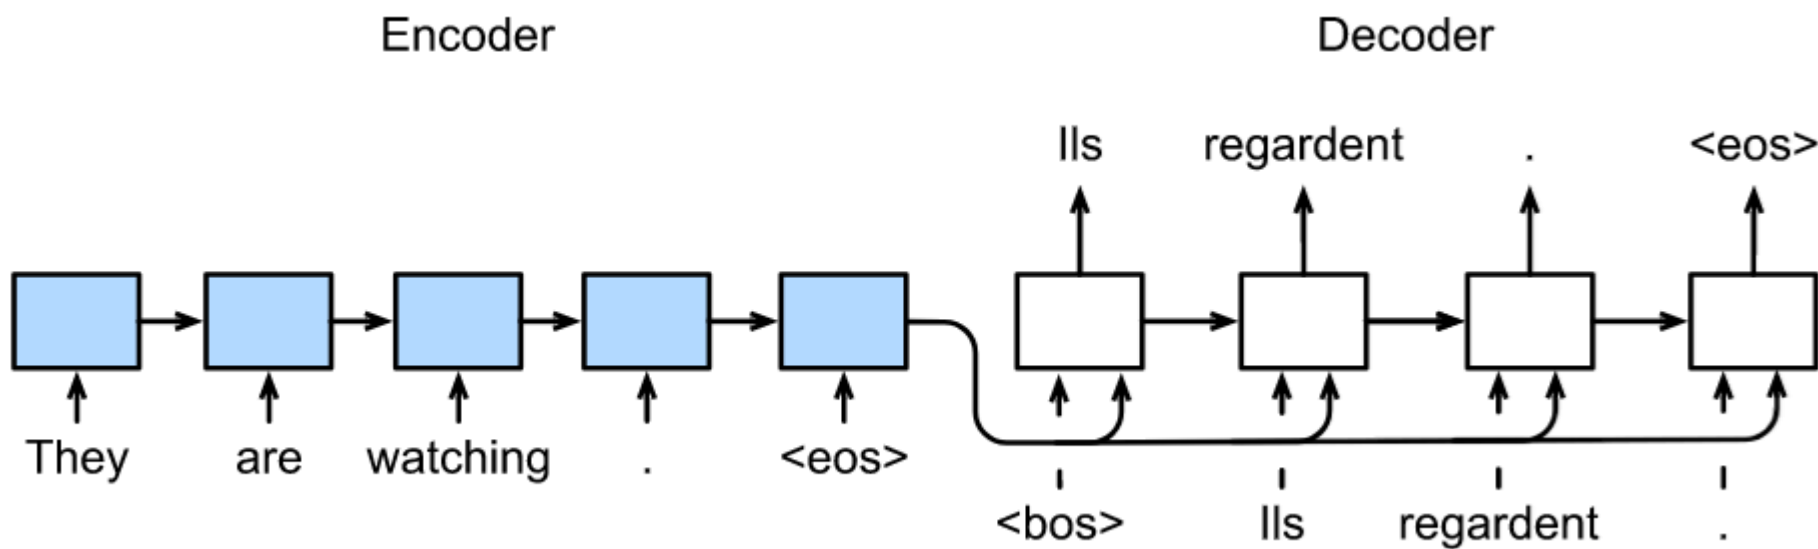 Encoder
Decoder
Ils regardent . <eos>
They are watching . <eos>
<bos> Ils regardent .